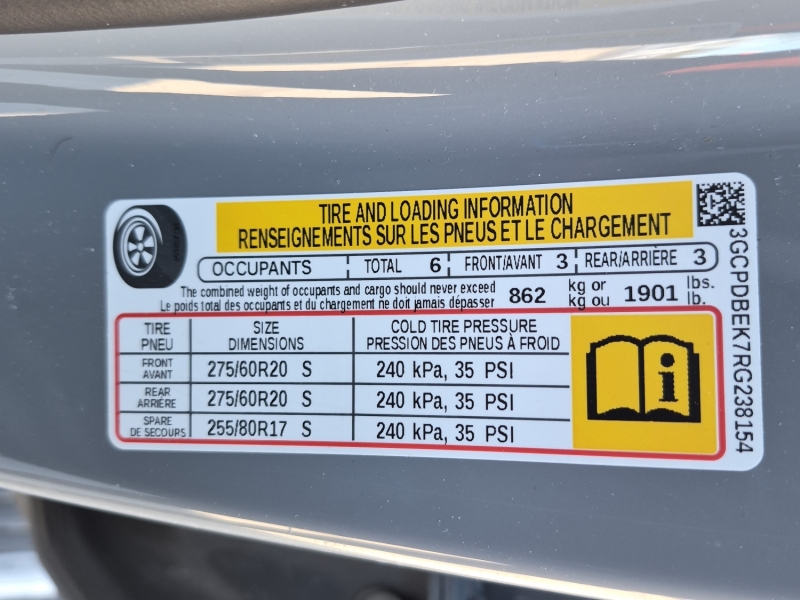 TIRE AND LOADING INFORMATION
RENSEIGNEMENTS SUR LES PNEUS ET LE CHARGEMENT
OCCUPANTS TOTAL 6 FRONT/AVANT 3 REAR/ARRIÈRE 3
The combined weight of occupants and cargo should never exceed 862 kg or 1901 lbs.
Le poids total des occupants et du chargement ne doit jamais dépasser kg ou lb.
TIRE SIZE COLD TIRE PRESSURE
PNEU DIMENSIONS PRESSION DES PNEUS À FROID
FRONT
AVANT 275/60R20 S 240 kPa, 35 PSI
REAR
ARRIÈRE 275/60R20 S 240 kPa, 35 PSI
SPARE
DE SECOURS 255/80R17 S 240 kPa, 35 PSI
3GCPDBEK7RG238154